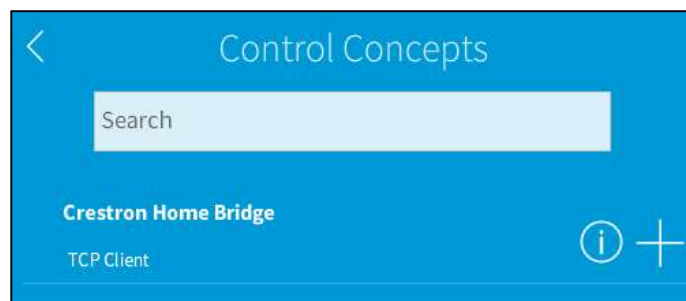 Control Concepts
Search
Crestron Home Bridge
TCP Client